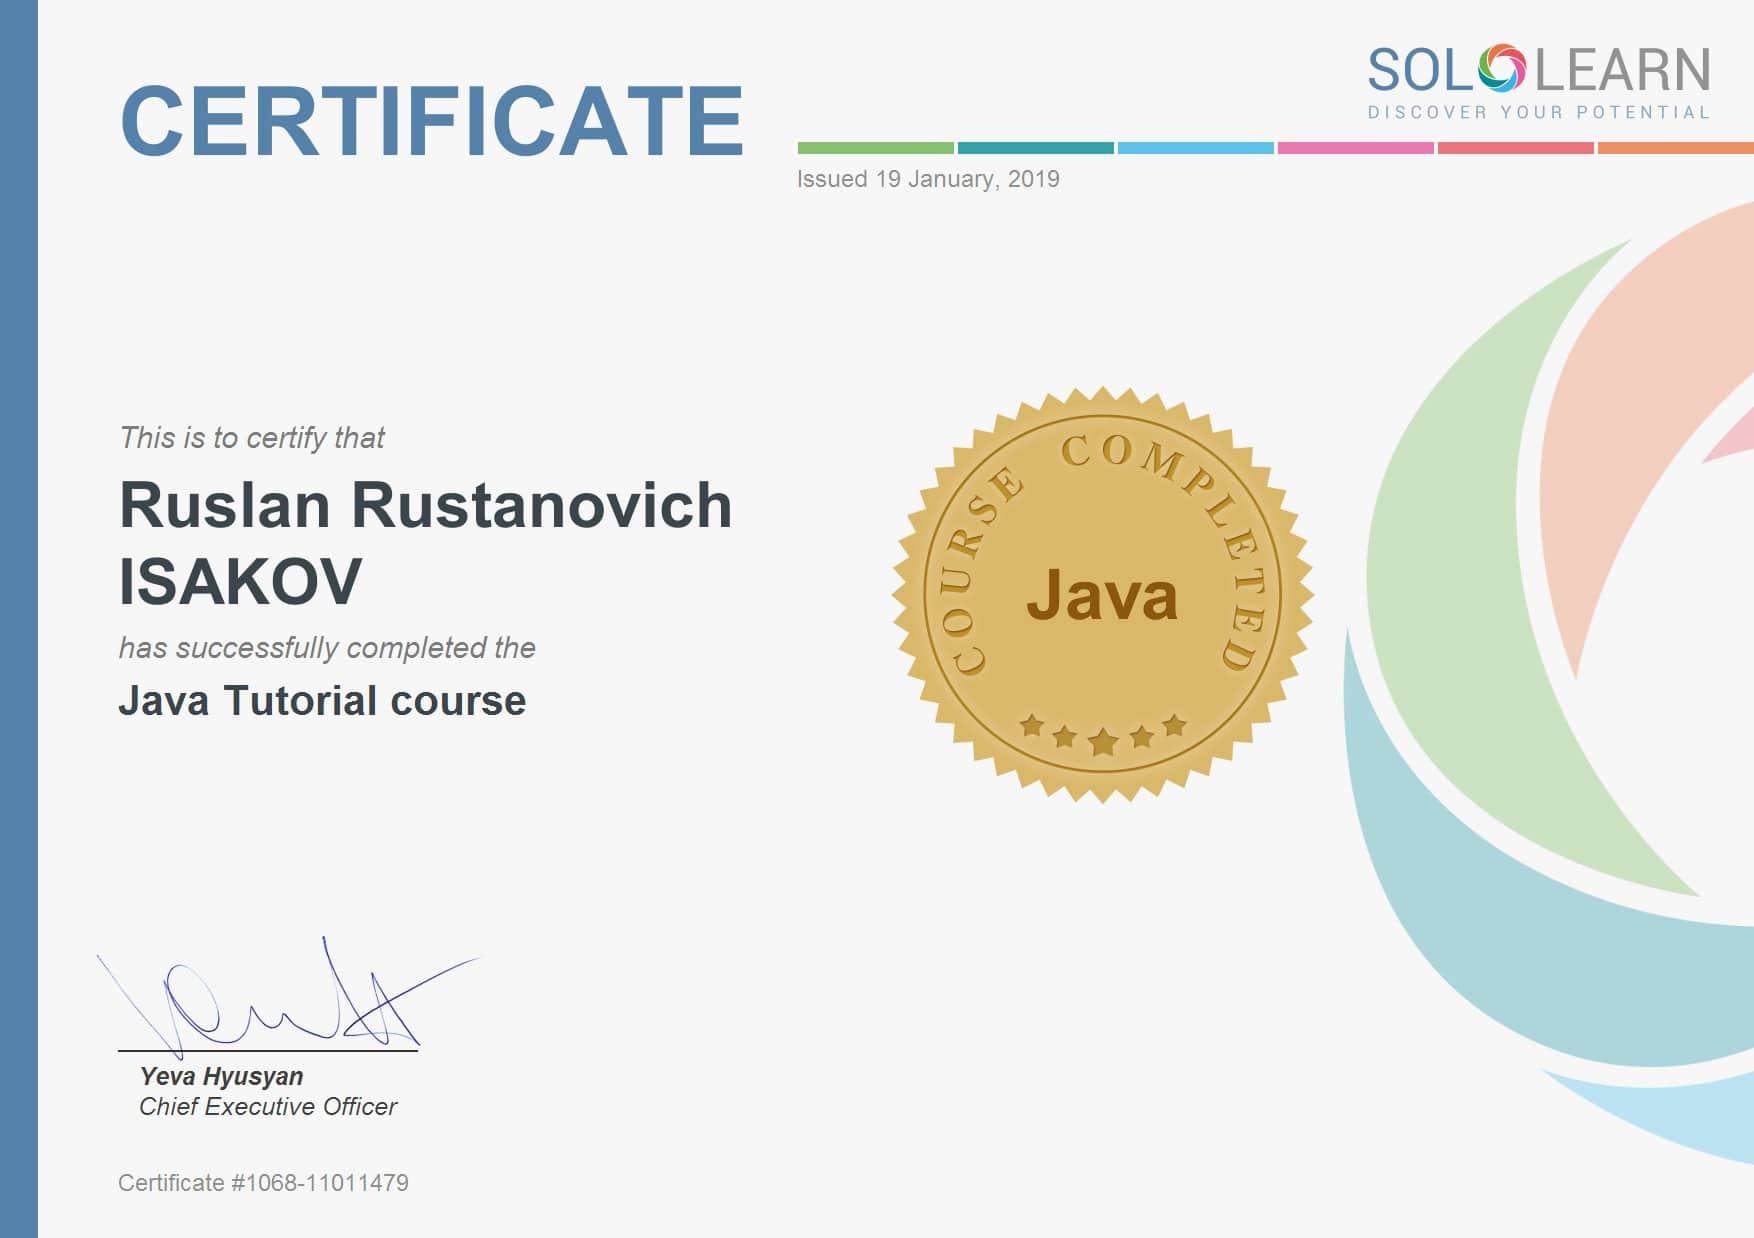 CERTIFICATE
SOLOLEARN
DISCOVER YOUR POTENTIAL
Issued 19 January, 2019
This is to certify that
Ruslan Rustanovich
ISAKOV
has successfully completed the
Java Tutorial course
COURSE COMPLETED
Java
Yeva Hyusyan
Chief Executive Officer
Certificate #1068-11011479